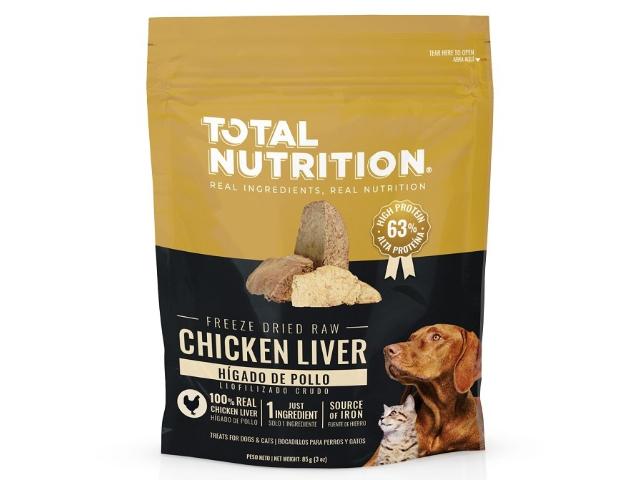 TEAR HERE TO OPEN
ABRA AQUÍ
TOTAL
NUTRITION®
REAL INGREDIENTS, REAL NUTRITION
HIGH PROTEIN
63%
ALTA PROTEÍNA
FREEZE DRIED RAW
CHICKEN LIVER
HÍGADO DE POLLO
LIOFILIZADO CRUDO
100% REAL
CHICKEN LIVER
HÍGADO DE POLLO
1 JUST
INGREDIENT
SOLO 1 INGREDIENTE
SOURCE
OF IRON
FUENTE DE HIERRO
TREATS FOR DOGS & CATS | BOCADILLOS PARA PERROS Y GATOS
PESO NETO | NET WEIGHT: 85g (3 oz)